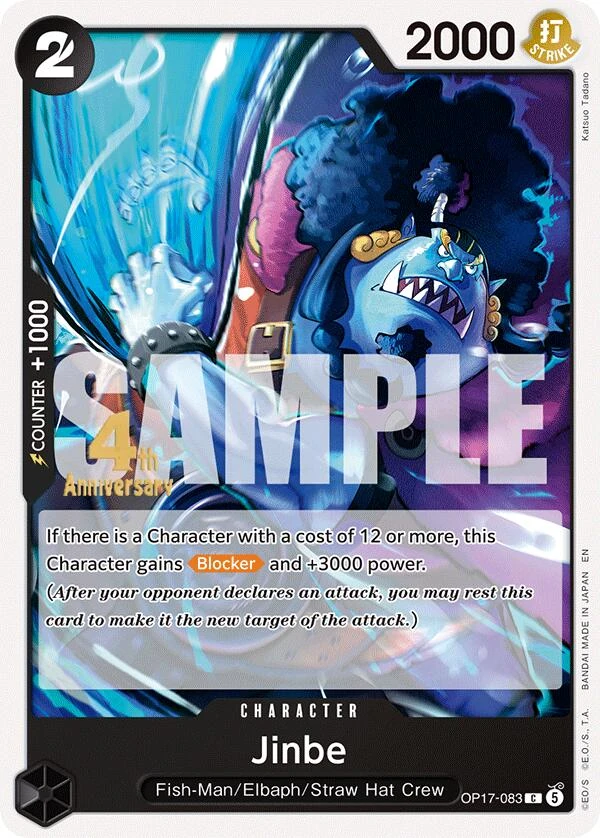 2
2000
打
STRIKE
Katsuo Tadano
COUNTER +1000
SAMPLE
4th
Anniversary
If there is a Character with a cost of 12 or more, this
Character gains Blocker and +3000 power.
(After your opponent declares an attack, you may rest this
card to make it the new target of the attack.)
CHARACTER
Jinbe
Fish-Man/Elbaph/Straw Hat Crew
OP17-083 C 5
©EO/S ©E.O./S., T.A. BANDAI MADE IN JAPAN EN